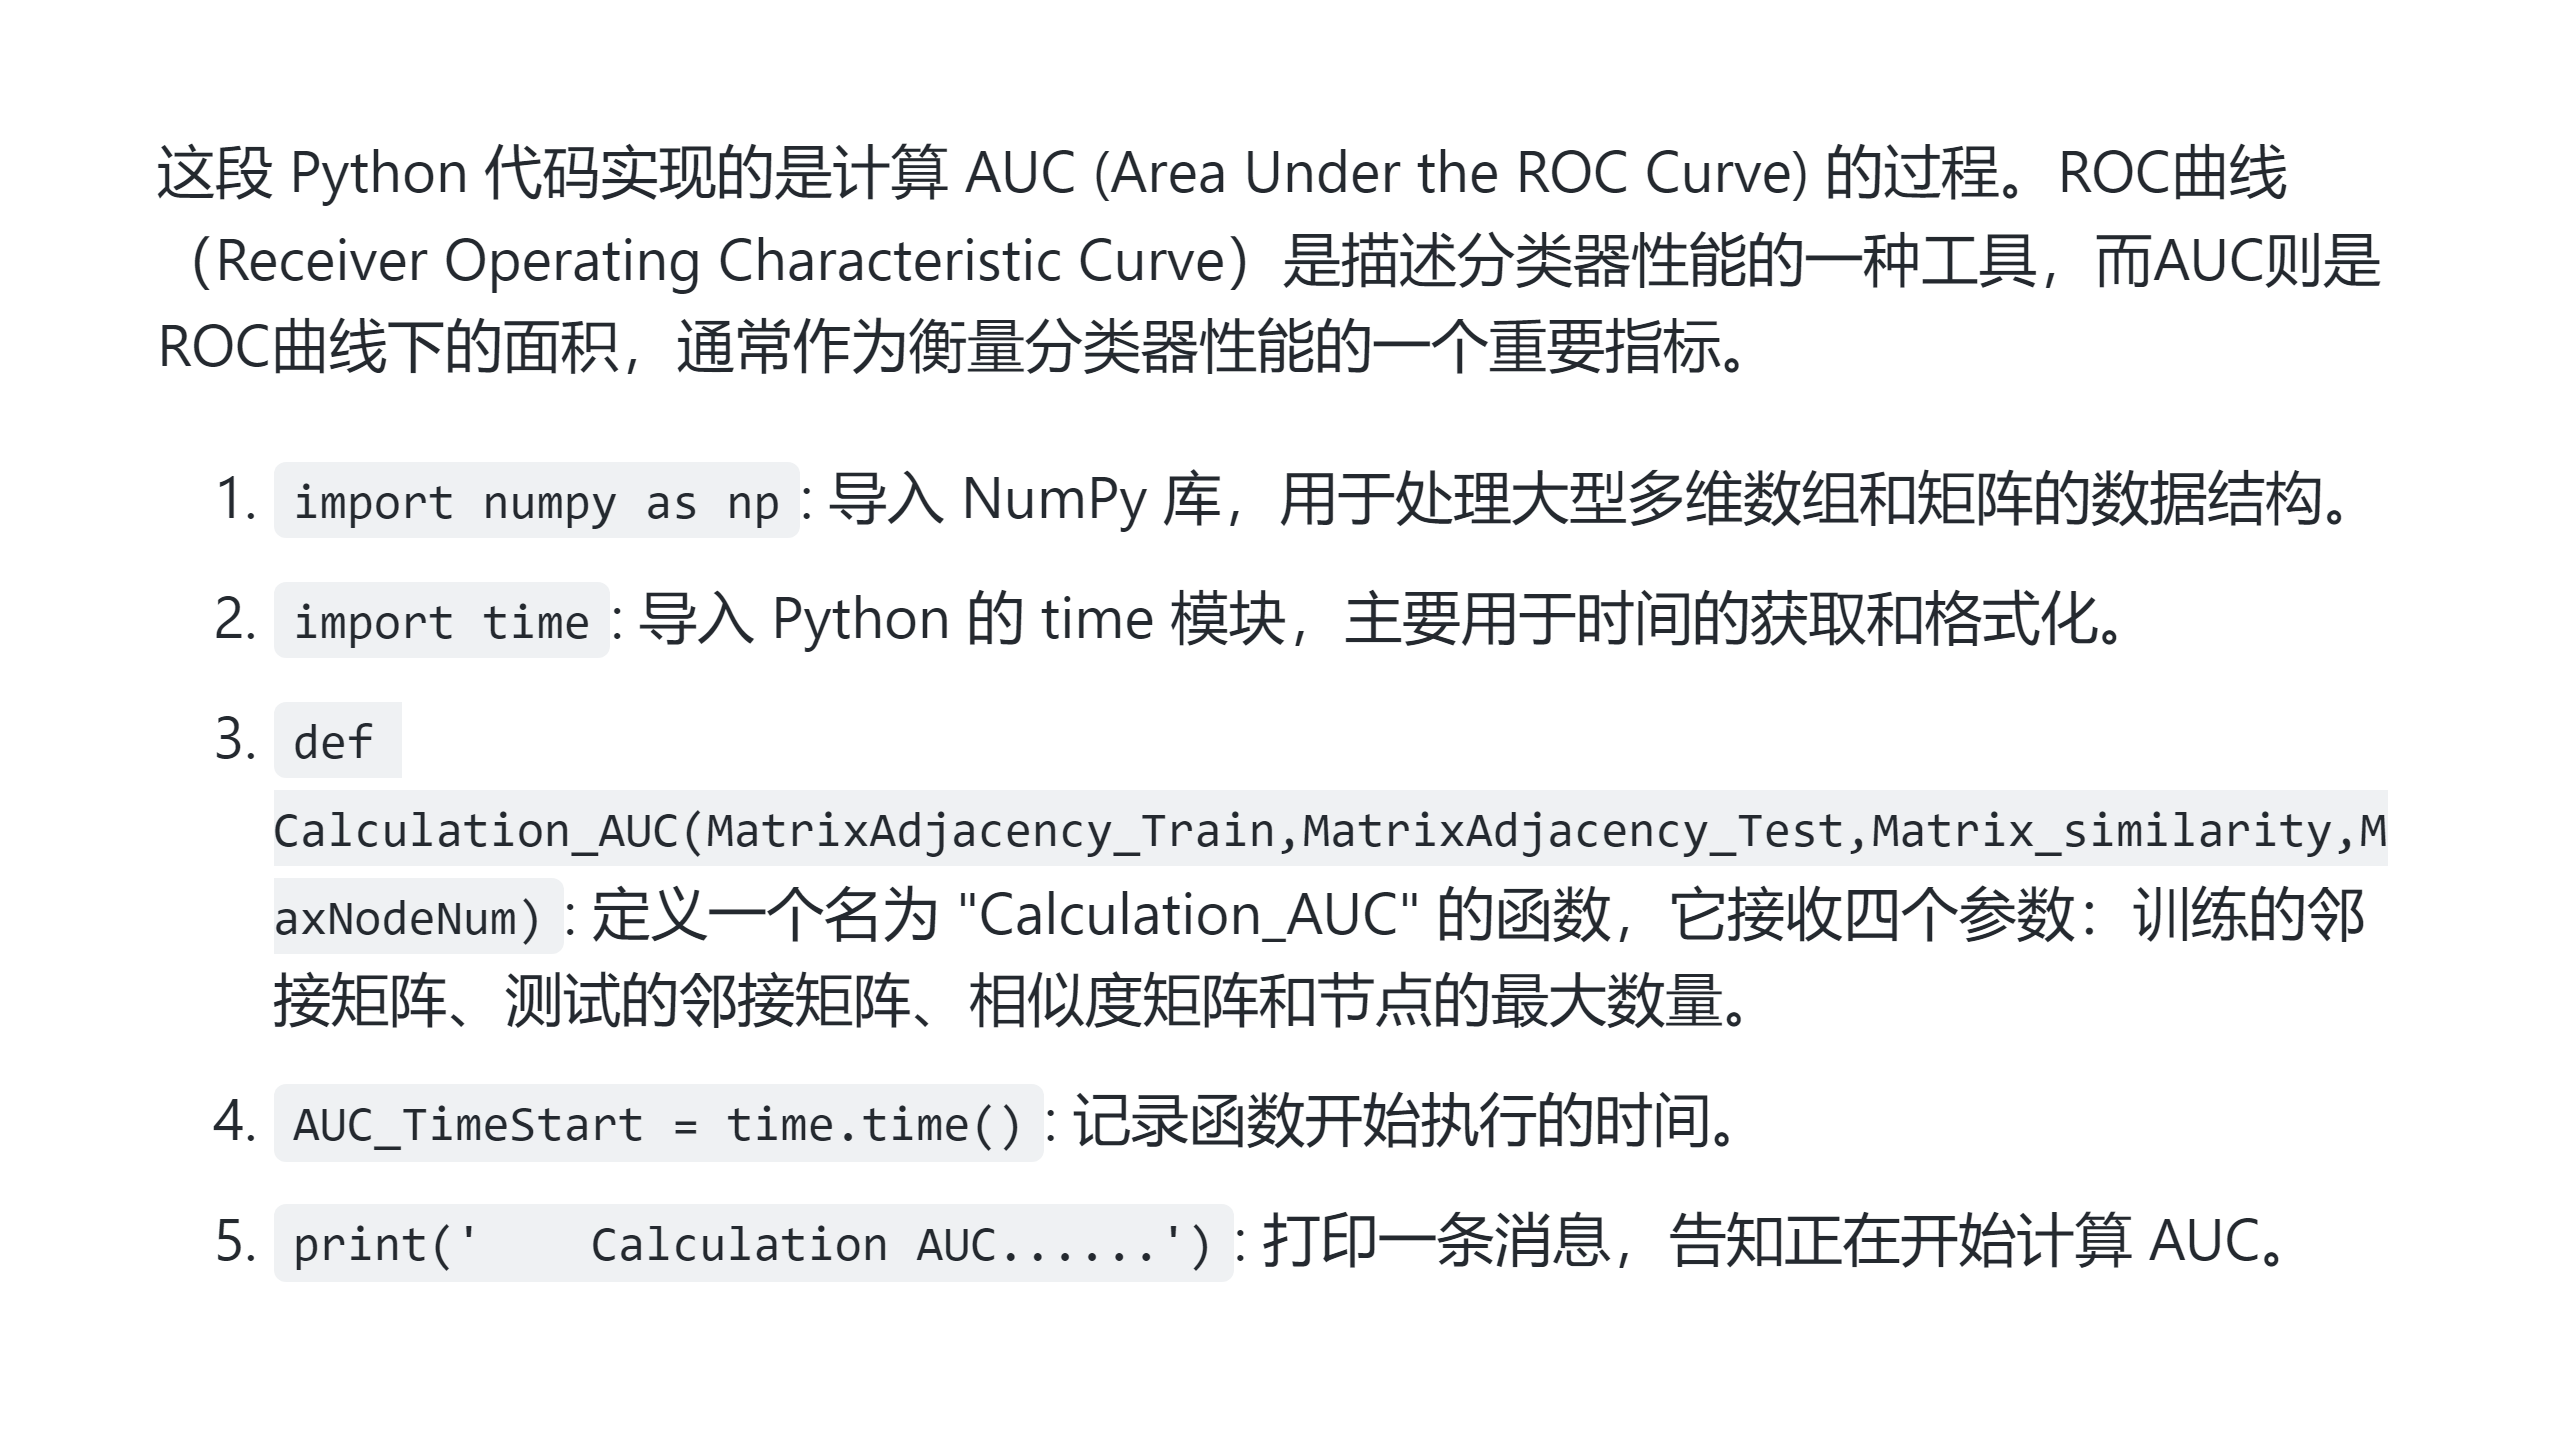 这段 Python 代码实现的是计算 AUC (Area Under the ROC Curve) 的过程。ROC曲线
（Receiver Operating Characteristic Curve）是描述分类器性能的一种工具，而AUC则是
ROC曲线下的面积，通常作为衡量分类器性能的一个重要指标。
1. import numpy as np : 导入 NumPy 库，用于处理大型多维数组和矩阵的数据结构。
2. import time : 导入 Python 的 time 模块，主要用于时间的获取和格式化。
3. def
Calculation_AUC(MatrixAdjacency_Train,MatrixAdjacency_Test,Matrix_similarity,M
axNodeNum) : 定义一个名为 "Calculation_AUC" 的函数，它接收四个参数：训练的邻
接矩阵、测试的邻接矩阵、相似度矩阵和节点的最大数量。
4. AUC_TimeStart = time.time() : 记录函数开始执行的时间。
5. print('    Calculation AUC......') : 打印一条消息，告知正在开始计算 AUC。